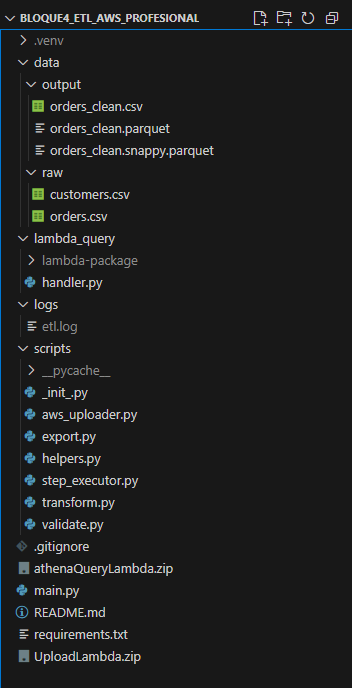 BLOQUE4_ETL_AWS_PROFESIONAL
.venv
data
output
orders_clean.csv
orders_clean.parquet
orders_clean.snappy.parquet
raw
customers.csv
orders.csv
lambda_query
lambda-package
handler.py
logs
etl.log
scripts
__pycache__
_init_.py
aws_uploader.py
export.py
helpers.py
step_executor.py
transform.py
validate.py
.gitignore
athenaQueryLambda.zip
main.py
README.md
requirements.txt
UploadLambda.zip